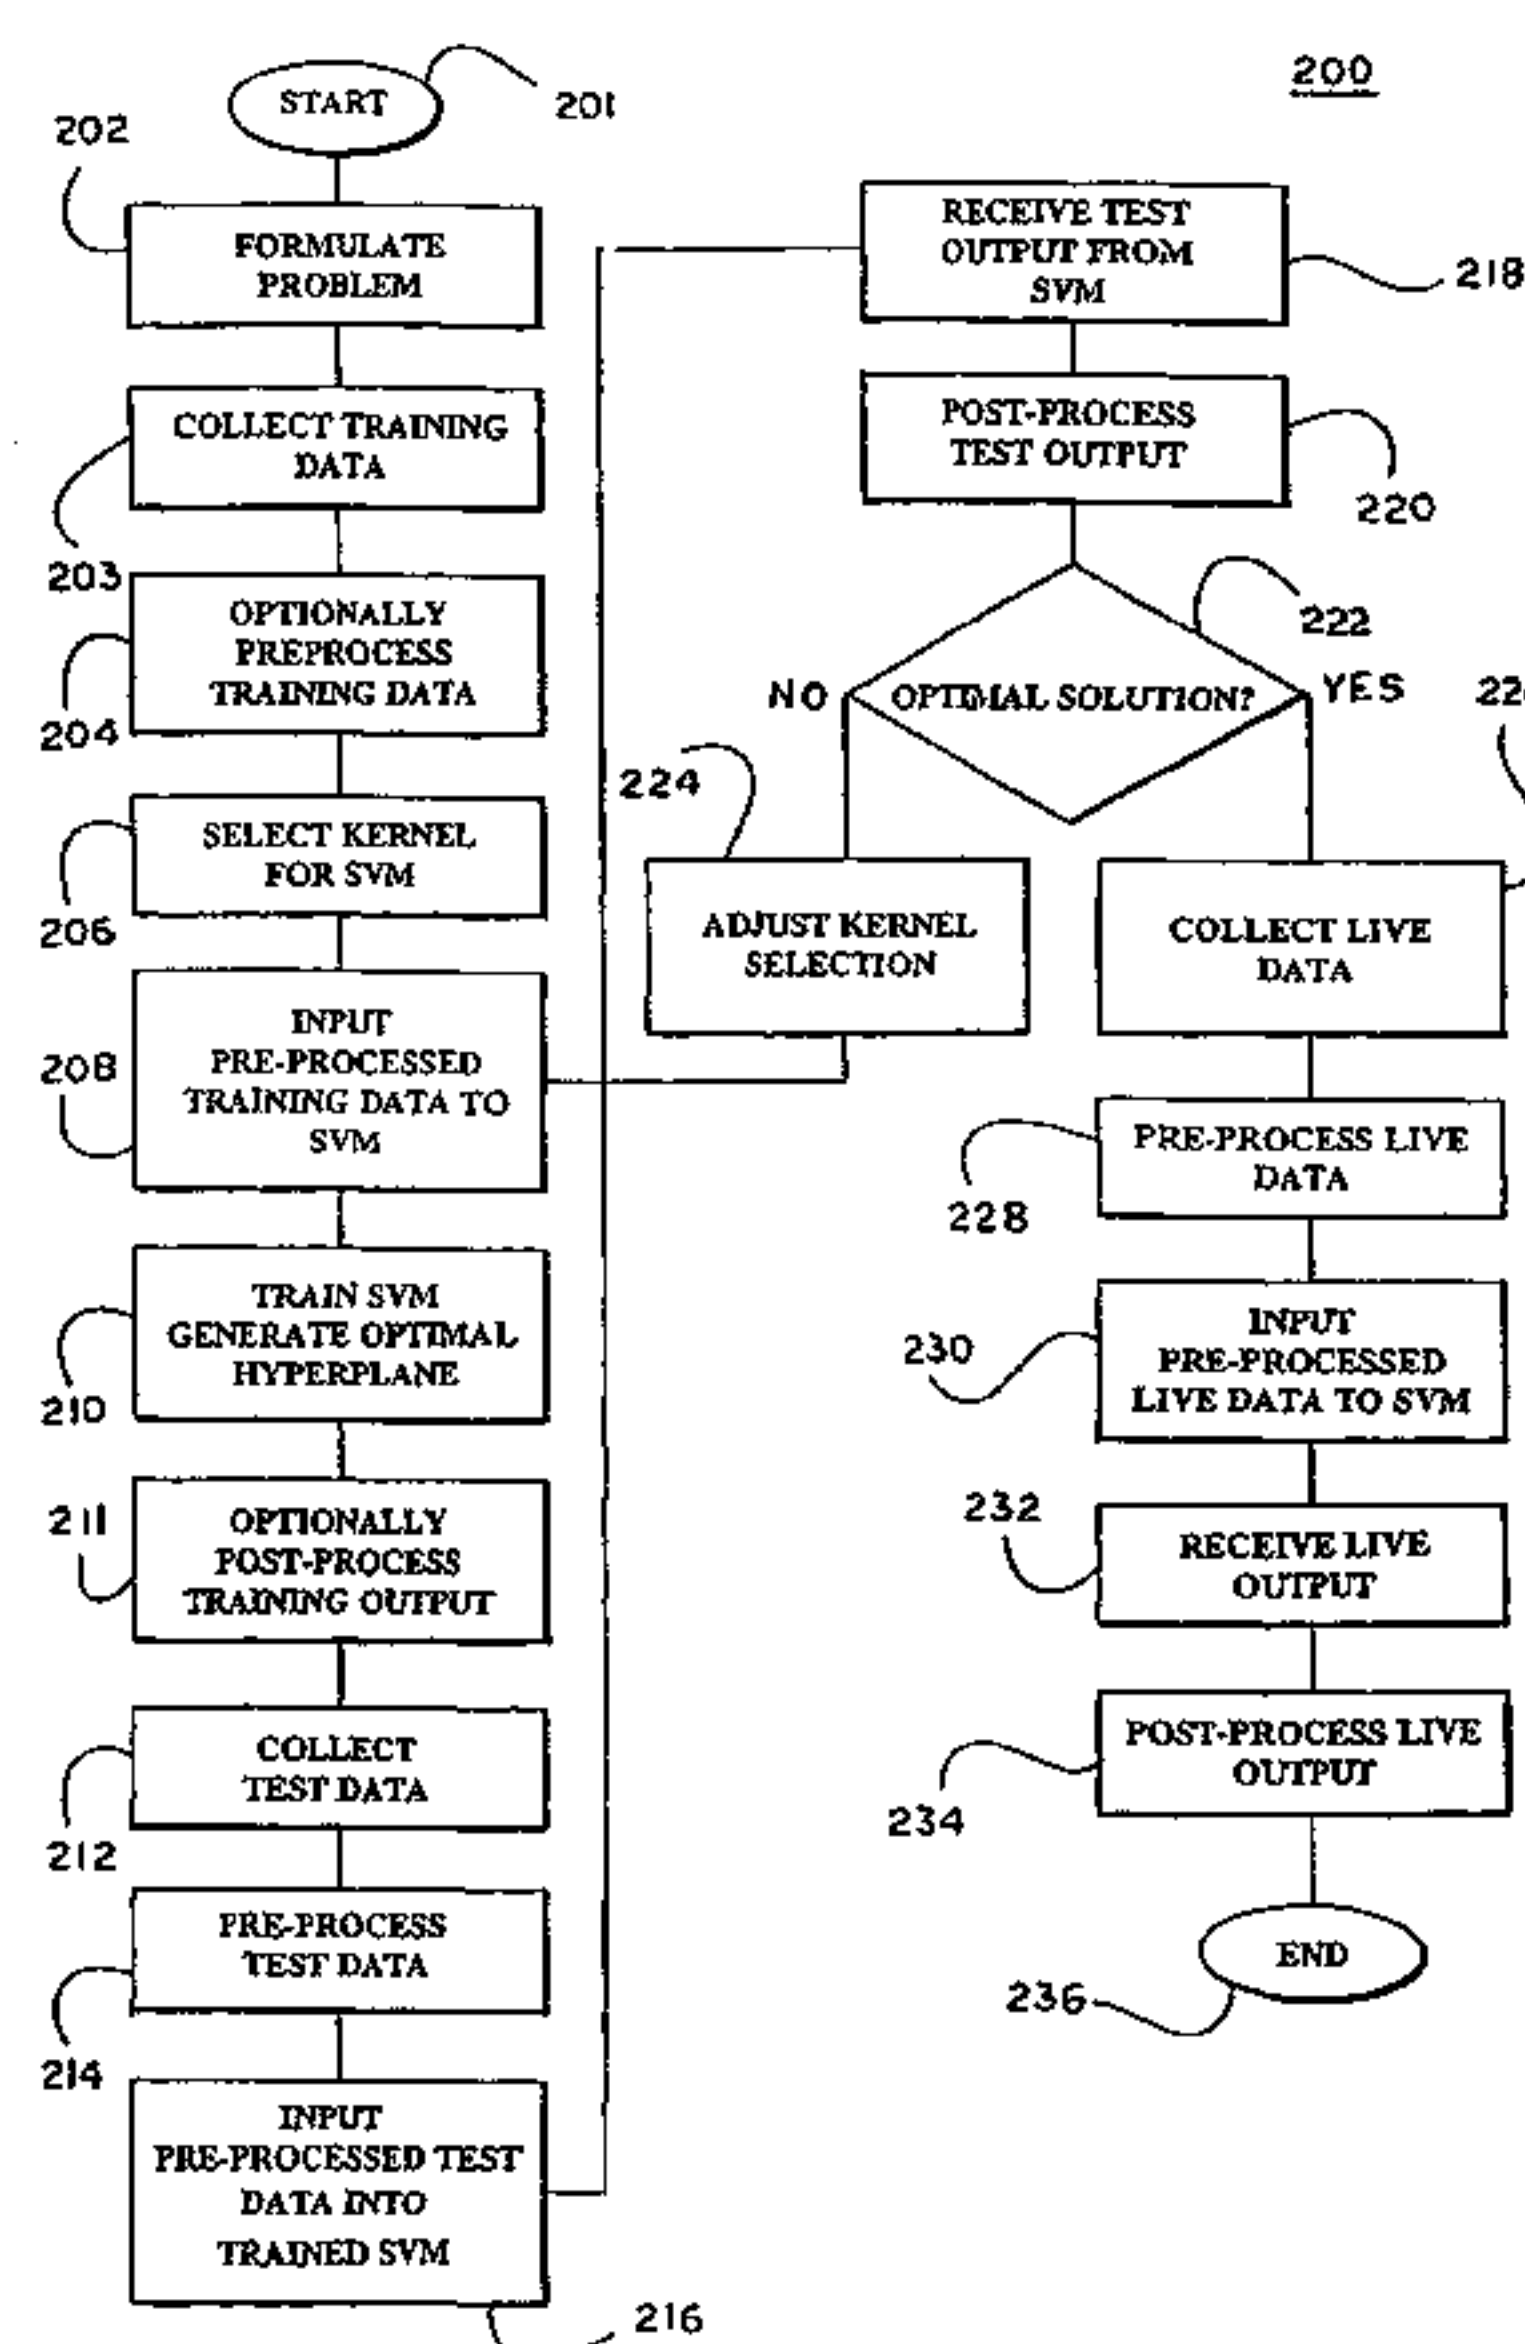 200
START
201
202
FORMULATE
PROBLEM
COLLECT TRAINING
DATA
203
OPTIONALLY
PREPROCESS
TRAINING DATA
204
SELECT KERNEL
FOR SVM
206
INPUT
PRE-PROCESSED
TRAINING DATA TO
SVM
208
TRAIN SVM
GENERATE OPTIMAL
HYPERPLANE
210
211
OPTIONALLY
POST-PROCESS
TRAINING OUTPUT
COLLECT
TEST DATA
212
PRE-PROCESS
TEST DATA
214
INPUT
PRE-PROCESSED TEST
DATA INTO
TRAINED SVM
216
RECEIVE TEST
OUTPUT FROM
SVM
218
POST-PROCESS
TEST OUTPUT
220
222
NO
OPTIMAL SOLUTION?
YES
224
ADJUST KERNEL
SELECTION
COLLECT LIVE
DATA
PRE-PROCESS LIVE
DATA
228
INPUT
PRE-PROCESSED
LIVE DATA TO SVM
230
232
RECEIVE LIVE
OUTPUT
POST-PROCESS LIVE
OUTPUT
234
END
236